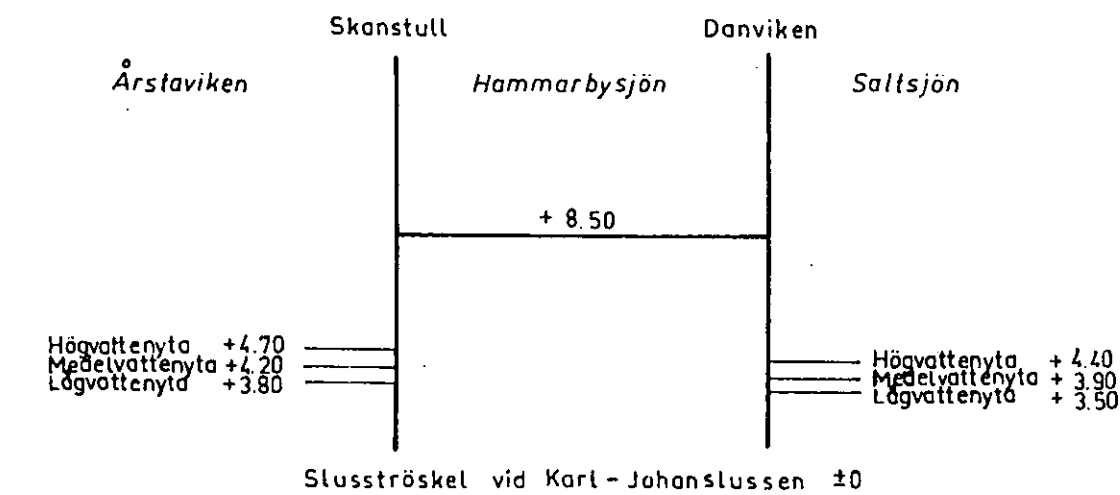 Skanstull Danviken
Årstaviken Hammarbysjön Saltsjön
+ 8.50
Högvattenyta +4.70
Medelvattenyta +4.20
Lågvattenyta +3.80
Högvattenyta + 4.40
Medelvattenyta + 3.90
Lågvattenyta + 3.50
Slusströskel vid Karl-Johanslussen ±0